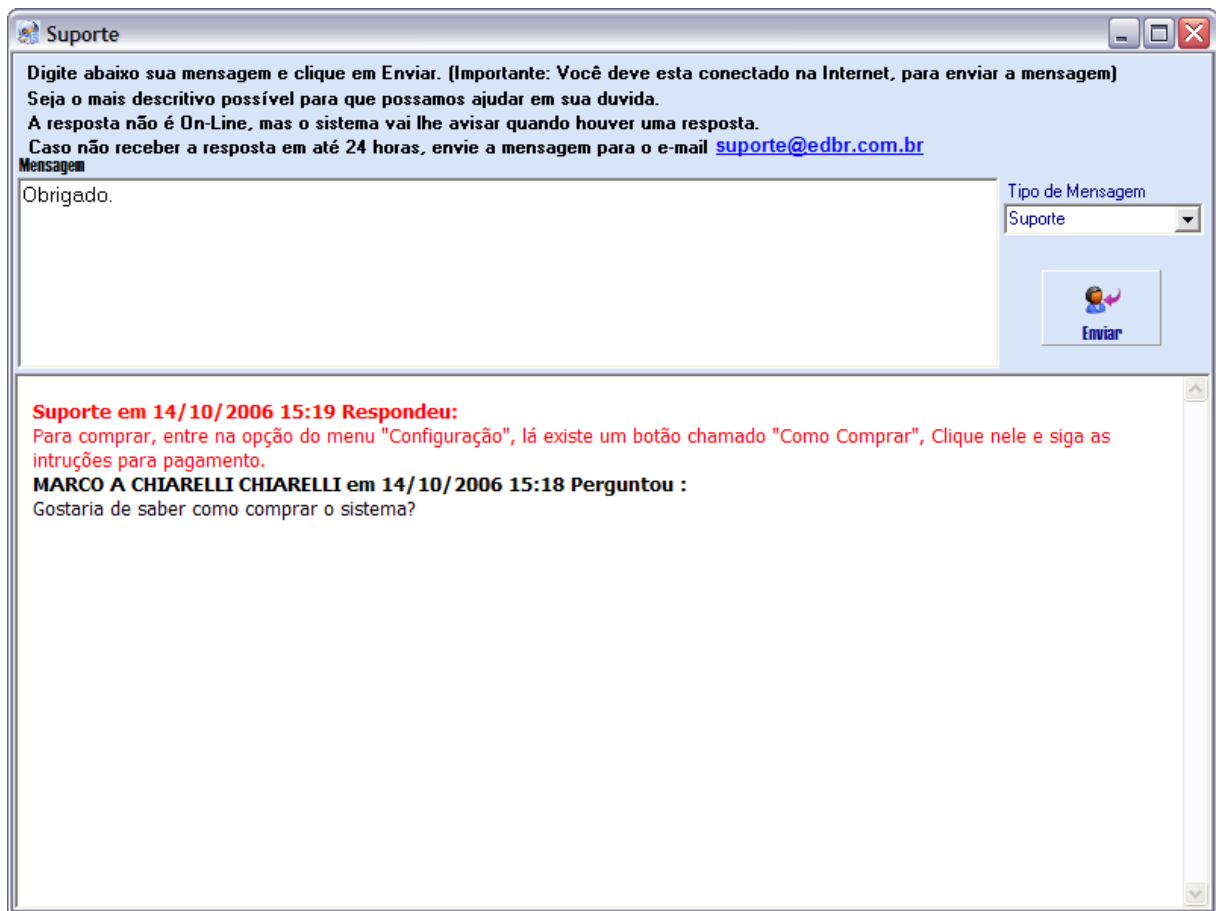 Suporte
Digite abaixo sua mensagem e clique em Enviar. (Importante: Você deve esta conectado na Internet, para enviar a mensagem)
Seja o mais descritivo possível para que possamos ajudar em sua duvida.
A resposta não é On-Line, mas o sistema vai lhe avisar quando houver uma resposta.
Caso não receber a resposta em até 24 horas, envie a mensagem para o e-mail suporte@edbr.com.br
Mensagem
Obrigado.
Tipo de Mensagem
Suporte
Enviar
Suporte em 14/10/2006 15:19 Respondeu:
Para comprar, entre na opção do menu "Configuração", lá existe um botão chamado "Como Comprar", Clique nele e siga as
intruções para pagamento.
MARCO A CHIARELLI CHIARELLI em 14/10/2006 15:18 Perguntou :
Gostaria de saber como comprar o sistema?